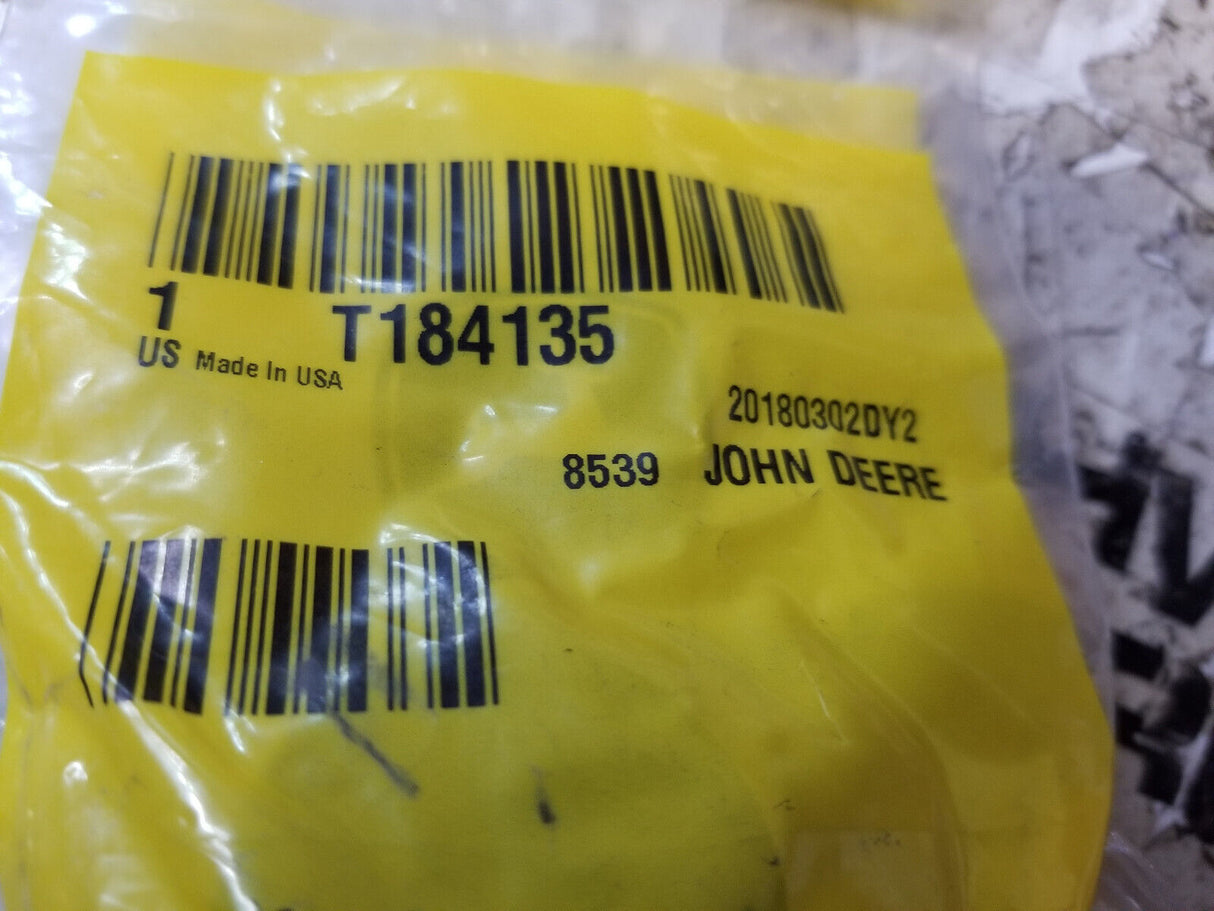 1 T184135
US Made In USA
20180302DY2
8539 JOHN DEERE